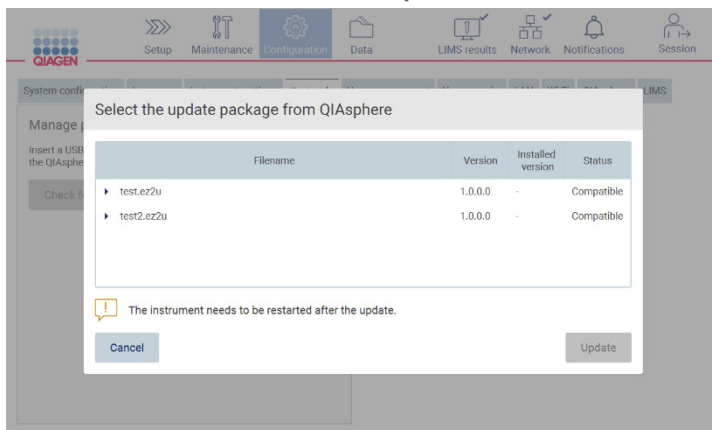 QIAGEN
Setup
Maintenance
Configuration
Data
LIMS results
Network
Notifications
Session
System confi
LIMS
Manage p
Insert a USB
the QIAsphe
Check f
Select the update package from QIAsphere
Filename Version Installed version Status
test.ez2u 1.0.0.0 - Compatible
test2.ez2u 1.0.0.0 - Compatible
The instrument needs to be restarted after the update.
Cancel
Update